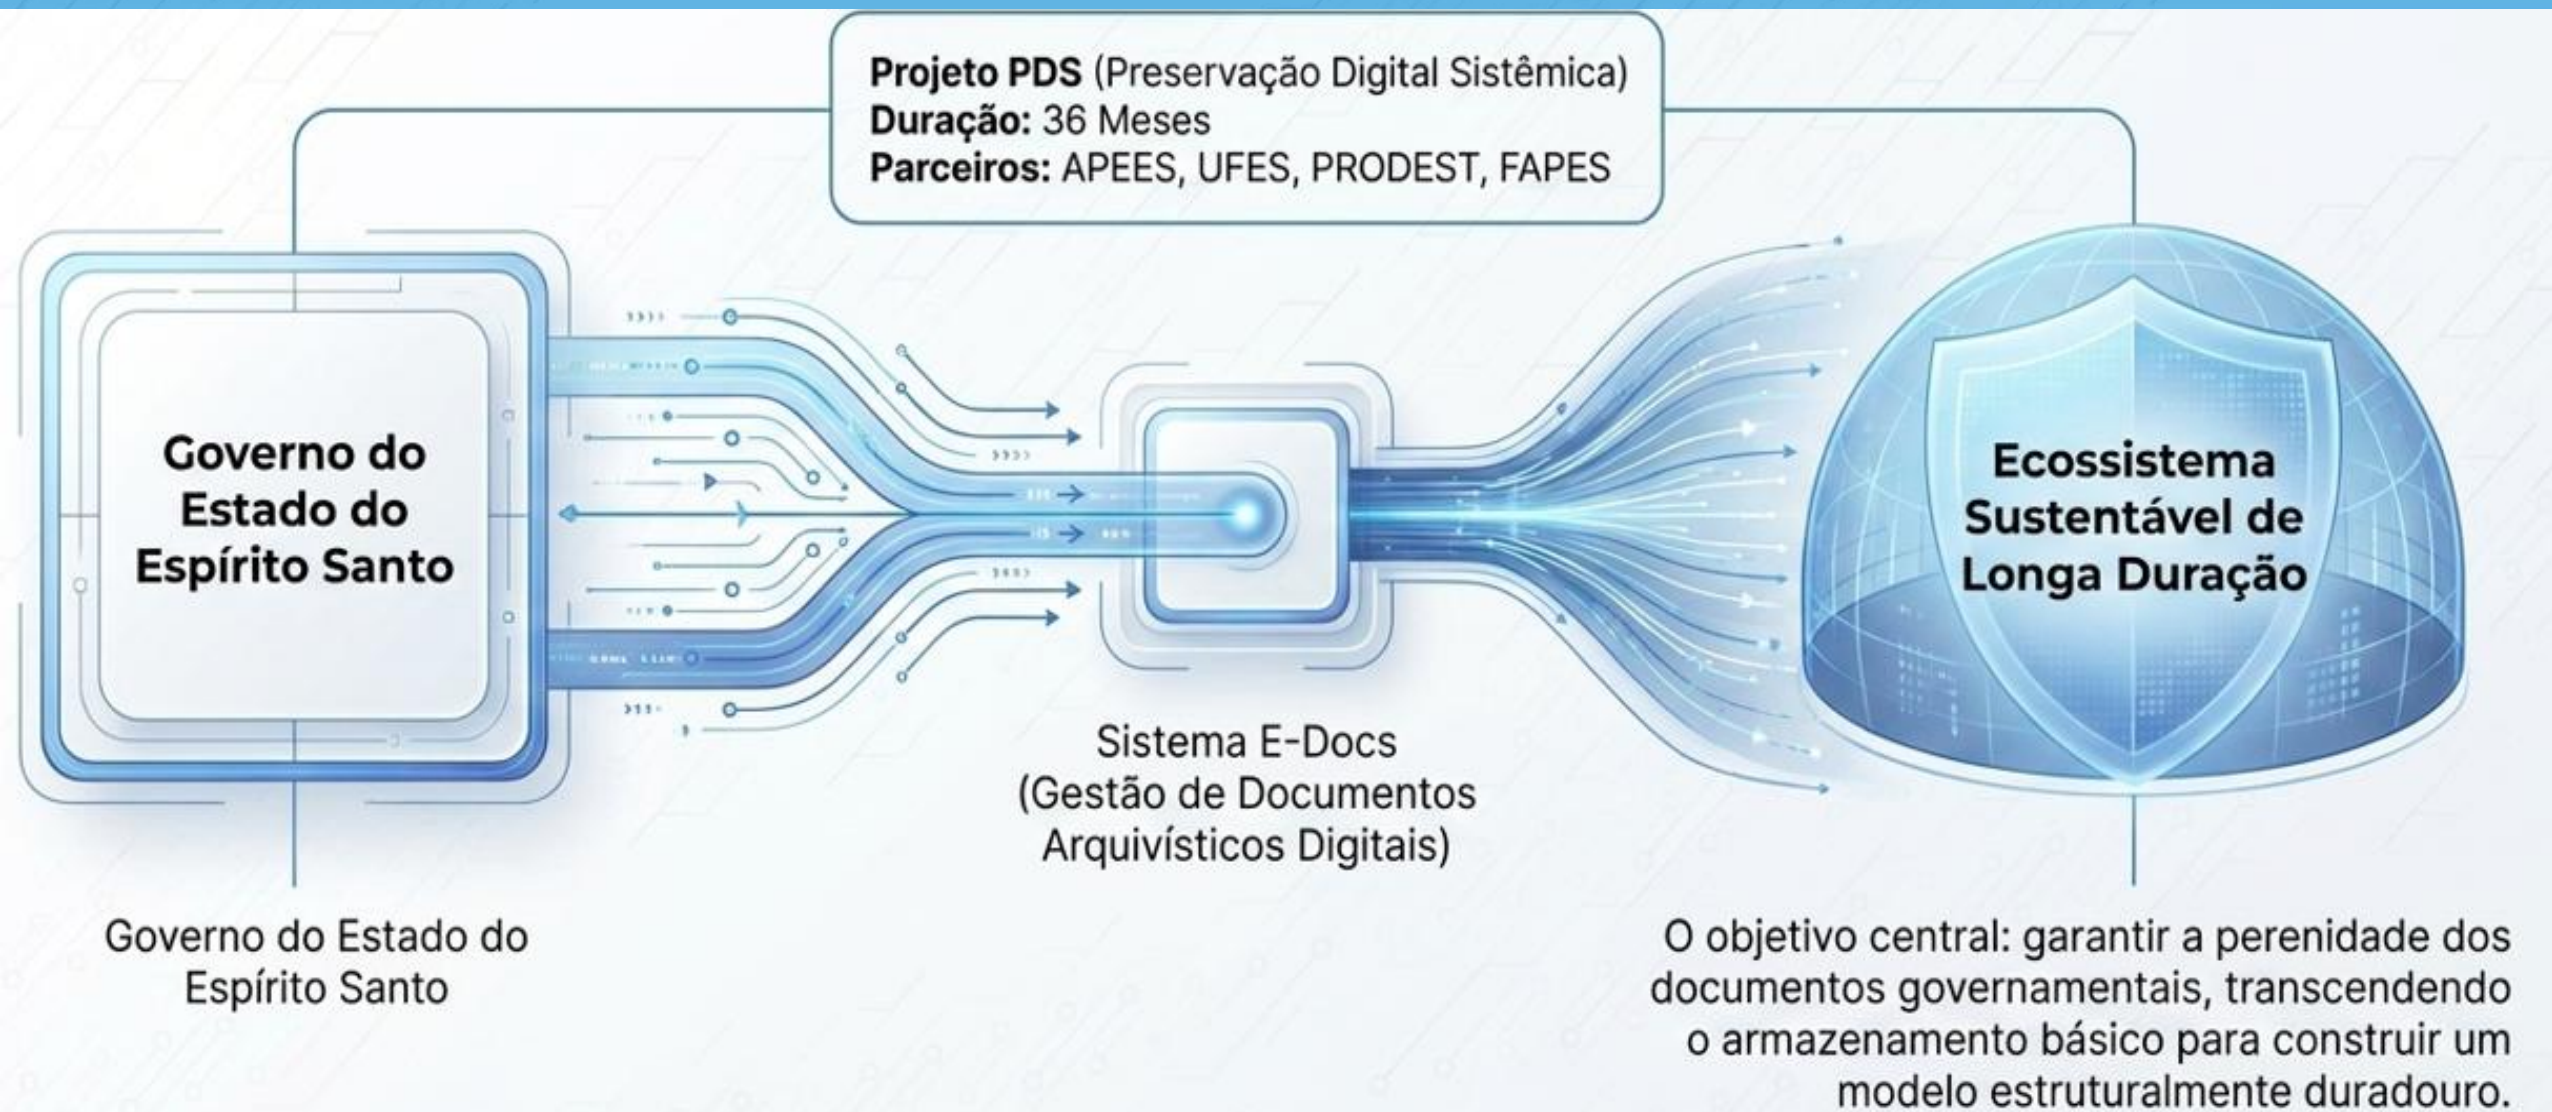 Projeto PDS (Preservação Digital Sistêmica)
Duração: 36 Meses
Parceiros: APEES, UFES, PRODEST, FAPES
Governo do
Estado do
Espírito Santo
Ecossistema
Sustentável de
Longa Duração
Sistema E-Docs
(Gestão de Documentos
Arquivísticos Digitais)
Governo do Estado do
Espírito Santo
O objetivo central: garantir a perenidade dos
documentos governamentais, transcendendo
o armazenamento básico para construir um
modelo estruturalmente duradouro.